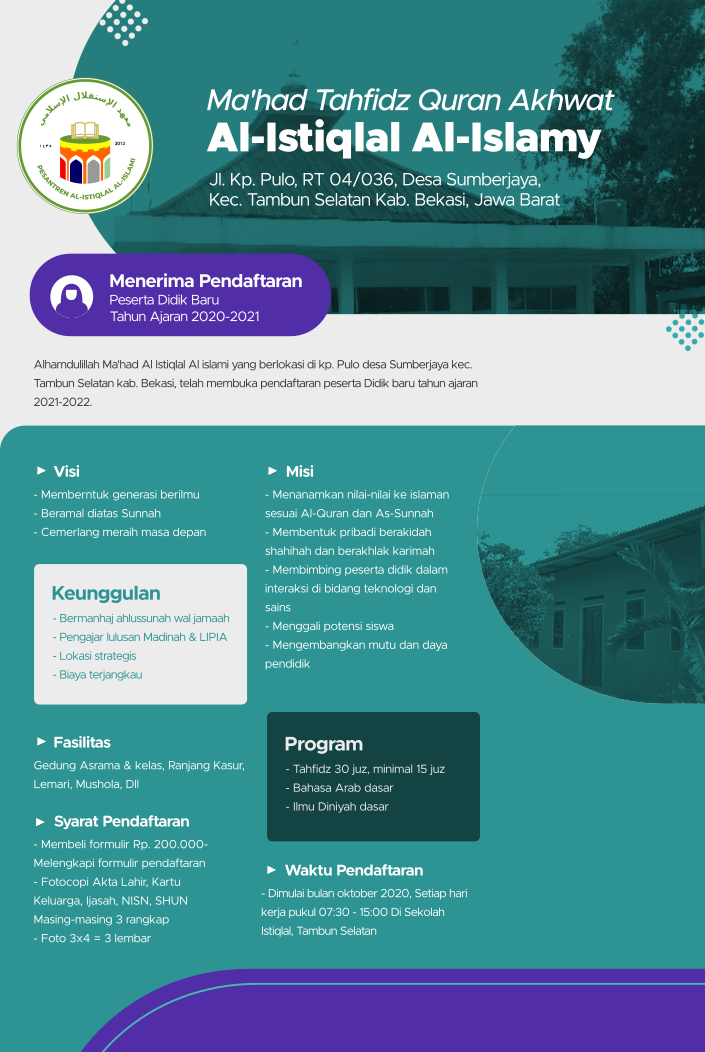 معهد الإستقلال الإسلامي
١٤٣٥
2013
PESANTREN AL-ISTIQLAL AL-ISLAMI
Ma'had Tahfidz Quran Akhwat
Al-Istiqlal Al-Islamy
Jl. Kp. Pulo, RT 04/036, Desa Sumberjaya,
Kec. Tambun Selatan Kab. Bekasi, Jawa Barat
Menerima Pendaftaran
Peserta Didik Baru
Tahun Ajaran 2020-2021
Alhamdulillah Ma'had Al Istiqlal Al islami yang berlokasi di kp. Pulo desa Sumberjaya kec.
Tambun Selatan kab. Bekasi, telah membuka pendaftaran peserta Didik baru tahun ajaran
2021-2022.
► Visi
- Memberntuk generasi berilmu
- Beramal diatas Sunnah
- Cemerlang meraih masa depan
Keunggulan
- Bermanhaj ahlussunah wal jamaah
- Pengajar lulusan Madinah & LIPIA
- Lokasi strategis
- Biaya terjangkau
► Fasilitas
Gedung Asrama & kelas, Ranjang Kasur,
Lemari, Mushola, Dll
► Syarat Pendaftaran
- Membeli formulir Rp. 200.000-
Melengkapi formulir pendaftaran
- Fotocopi Akta Lahir, Kartu
Keluarga, Ijasah, NISN, SHUN
Masing-masing 3 rangkap
- Foto 3x4 = 3 lembar
► Misi
- Menanamkan nilai-nilai ke islaman
sesuai Al-Quran dan As-Sunnah
- Membentuk pribadi berakidah
shahihah dan berakhlak karimah
- Membimbing peserta didik dalam
interaksi di bidang teknologi dan
sains
- Menggali potensi siswa
- Mengembangkan mutu dan daya
pendidik
Program
- Tahfidz 30 juz, minimal 15 juz
- Bahasa Arab dasar
- Ilmu Diniyah dasar
► Waktu Pendaftaran
- Dimulai bulan oktober 2020, Setiap hari
kerja pukul 07:30 - 15:00 Di Sekolah
Istiqlal, Tambun Selatan